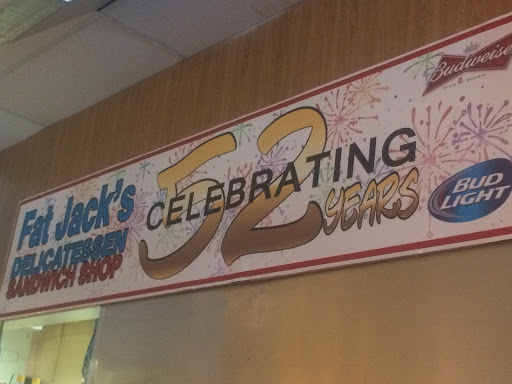 Fat Jack's
DELICATESSEN
SANDWICH SHOP
52
CELEBRATING
YEARS
Budweiser
BUD
LIGHT